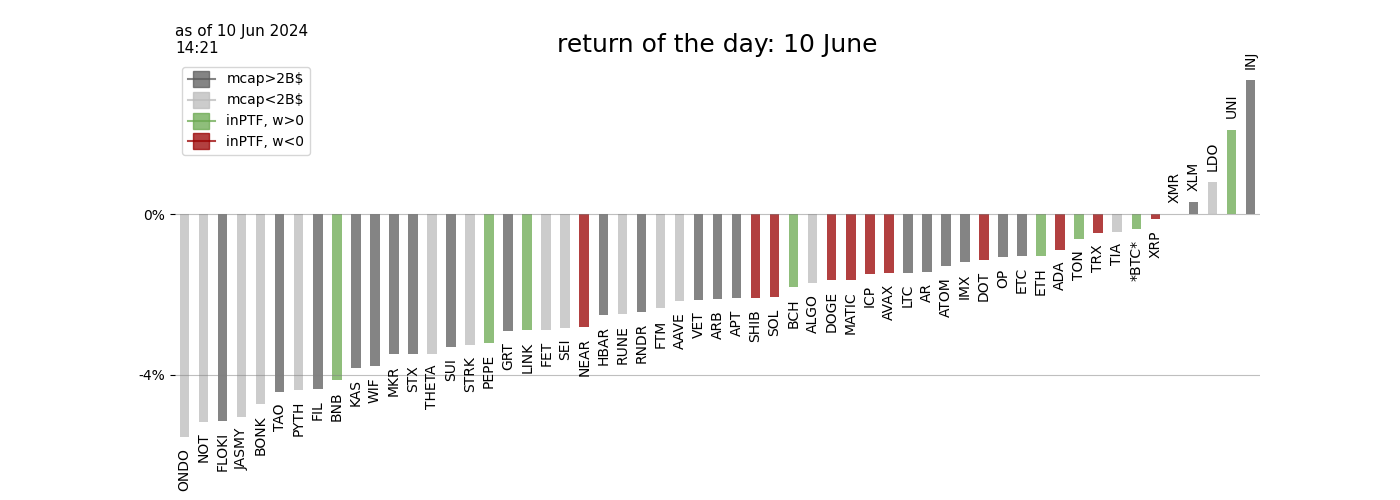 as of 10 Jun 2024
14:21
return of the day: 10 June
mcap>2B$
mcap<2B$
inPTF, w>0
inPTF, w<0
0%
-4%
ONDO
NOT
FLOKI
JASMY
BONK
TAO
PYTH
FIL
BNB
KAS
WIF
MKR
STX
THETA
SUI
STRK
PEPE
GRT
LINK
FET
SEI
NEAR
HBAR
RUNE
RNDR
FTM
AAVE
VET
ARB
APT
SHIB
SOL
BCH
ALGO
DOGE
MATIC
ICP
AVAX
LTC
AR
ATOM
IMX
DOT
OP
ETC
ETH
ADA
TON
TRX
TIA
*BTC*
XRP
XMR
XLM
LDO
UNI
INJ